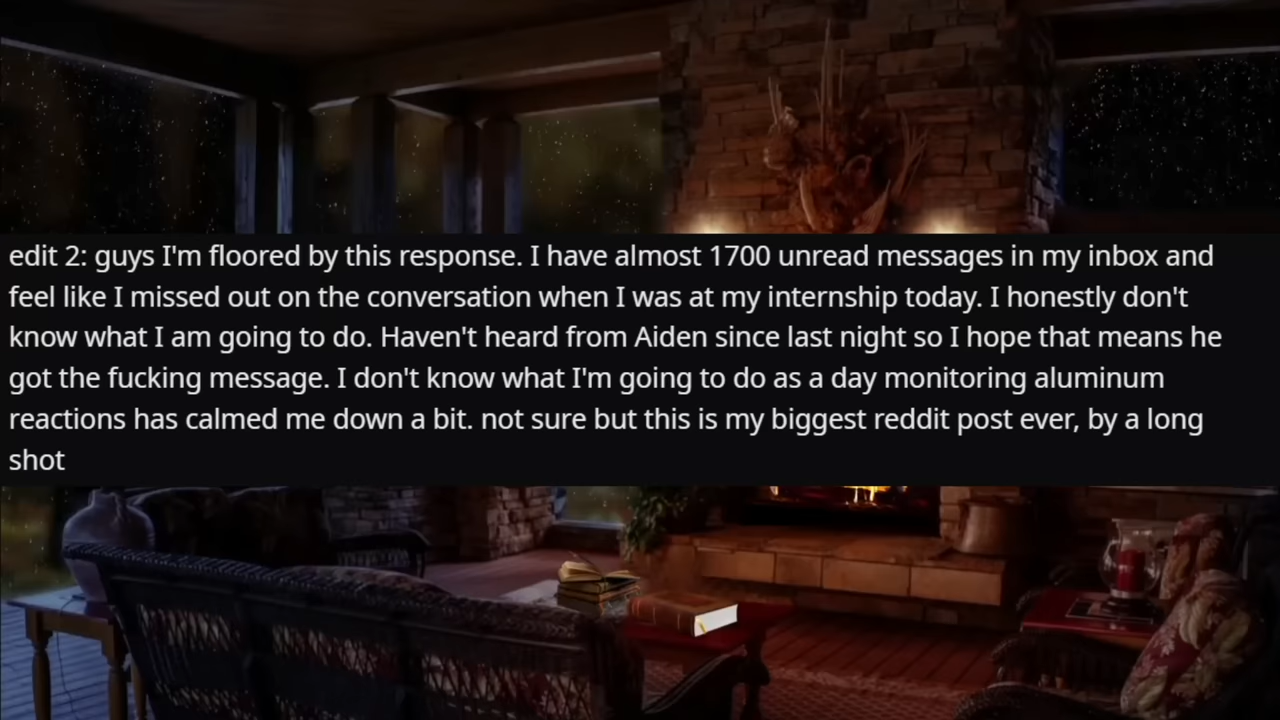 edit 2: guys I'm floored by this response. I have almost 1700 unread messages in my inbox and
feel like I missed out on the conversation when I was at my internship today. I honestly don't
know what I am going to do. Haven't heard from Aiden since last night so I hope that means he
got the fucking message. I don't know what I'm going to do as a day monitoring aluminum
reactions has calmed me down a bit. not sure but this is my biggest reddit post ever, by a long
shot